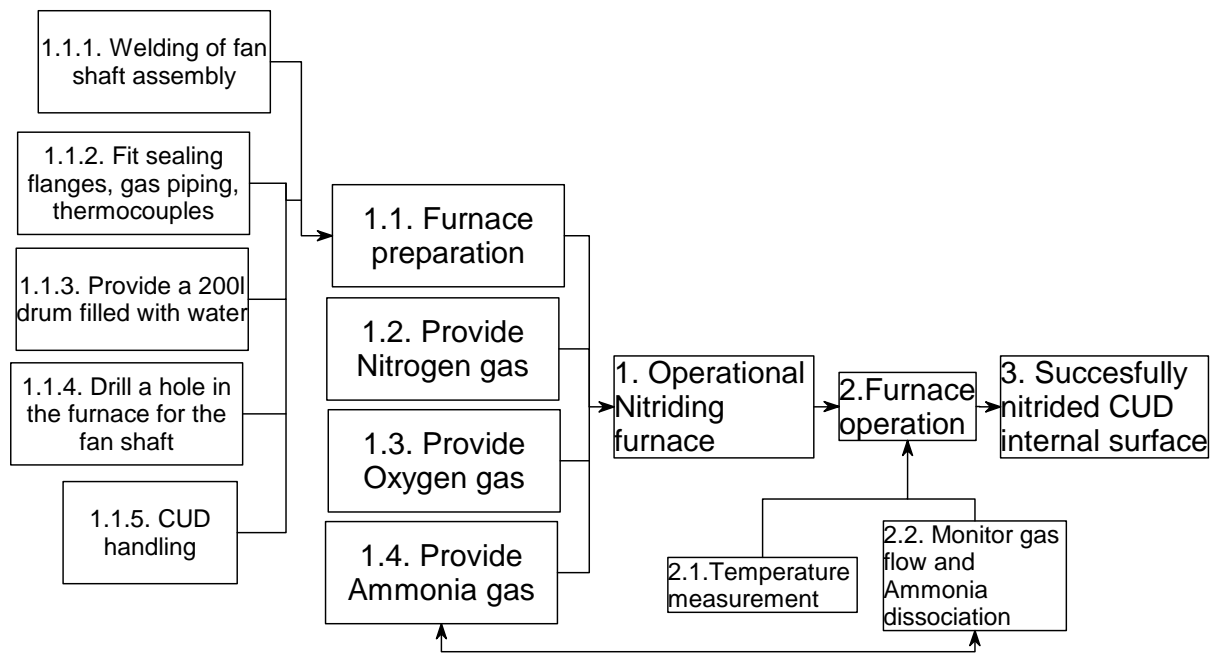 1.1.1. Welding of fan
shaft assembly
1.1.2. Fit sealing
flanges, gas piping,
thermocouples
1.1.3. Provide a 200l
drum filled with water
1.1.4. Drill a hole in
the furnace for the
fan shaft
1.1.5. CUD
handling
1.1. Furnace
preparation
1.2. Provide
Nitrogen gas
1.3. Provide
Oxygen gas
1.4. Provide
Ammonia gas
1. Operational
Nitriding
furnace
2.Furnace
operation
3. Succesfully
nitrided CUD
internal surface
2.1.Temperature
measurement
2.2. Monitor gas
flow and
Ammonia
dissociation